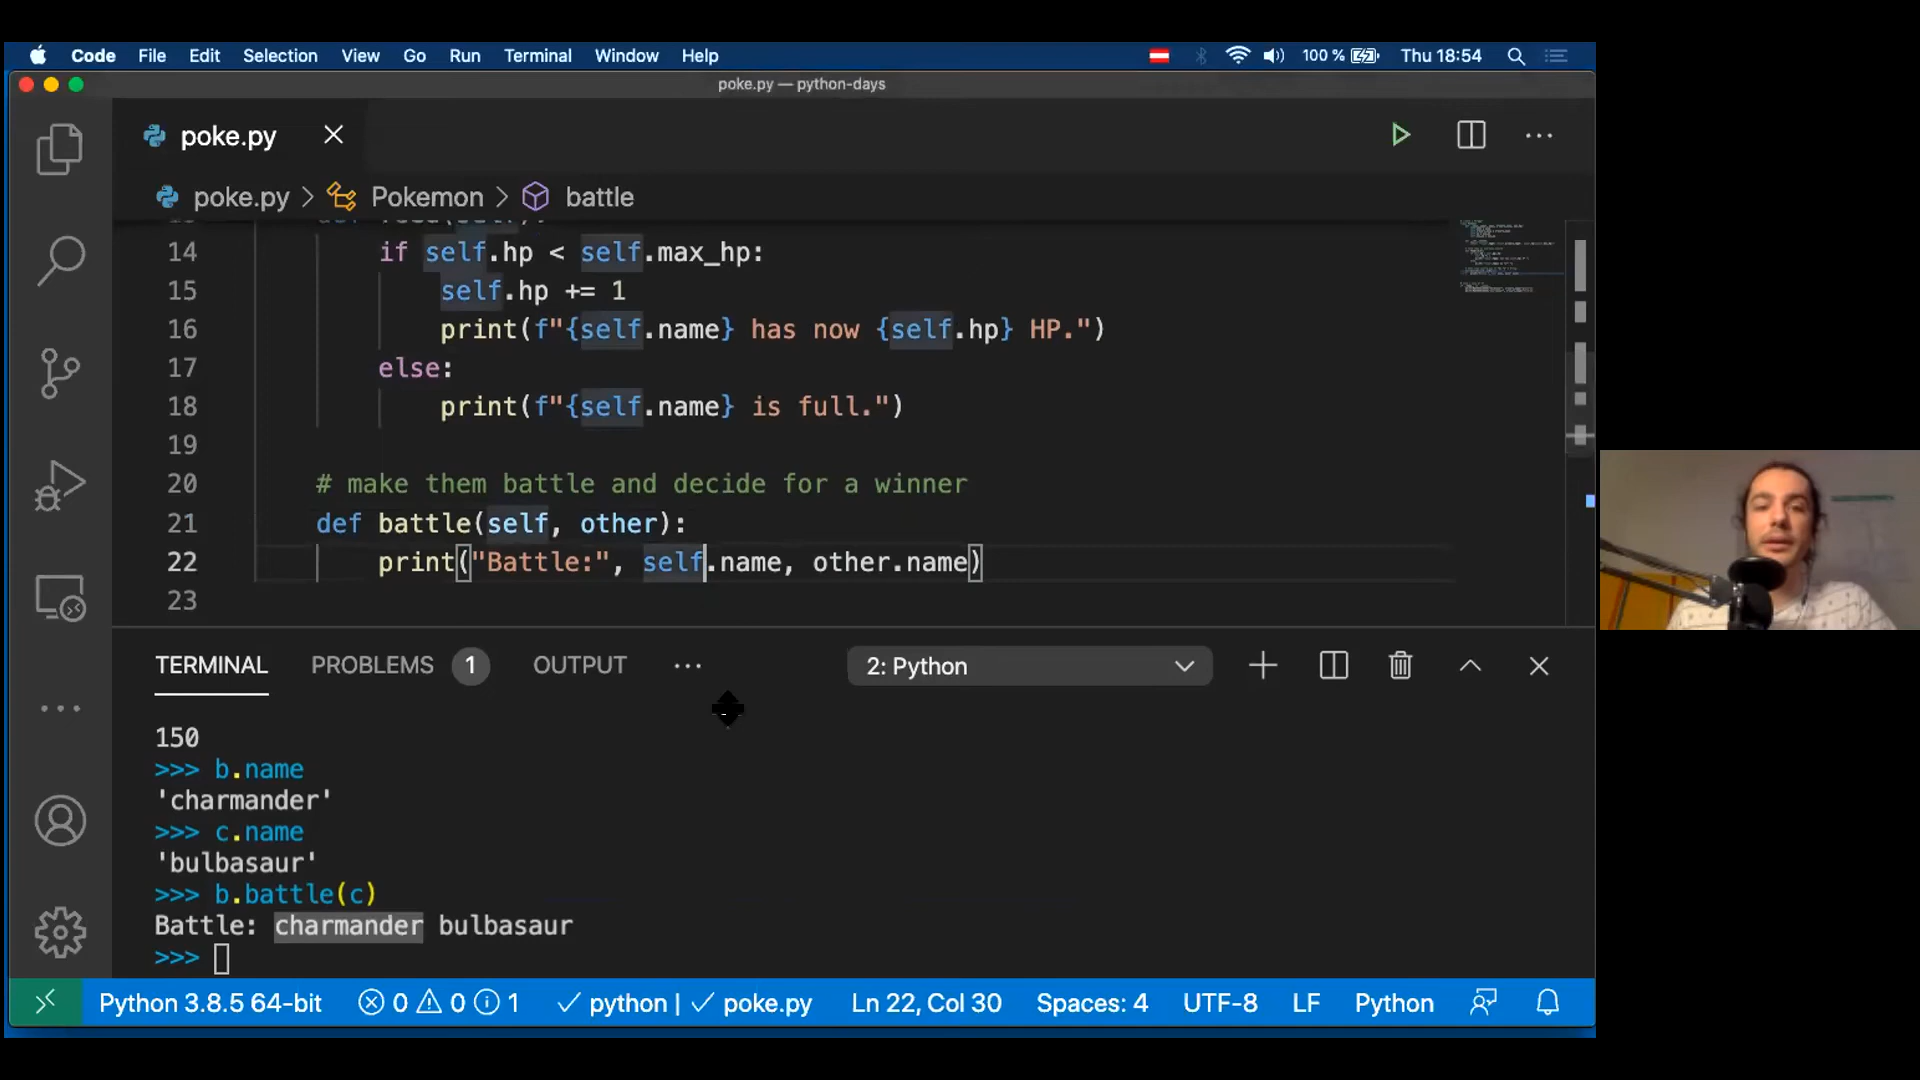 Code File Edit Selection View Go Run Terminal Window Help 100 % Thu 18:54
poke.py — python-days
poke.py
poke.py > Pokemon > battle
14 if self.hp < self.max_hp:
15 self.hp += 1
16 print(f"{self.name} has now {self.hp} HP.")
17 else:
18 print(f"{self.name} is full.")
19
20 # make them battle and decide for a winner
21 def battle(self, other):
22 print("Battle:", self.name, other.name)
23
TERMINAL PROBLEMS 1 OUTPUT ... 2: Python
150
>>> b.name
'charmander'
>>> c.name
'bulbasaur'
>>> b.battle(c)
Battle: charmander bulbasaur
>>>
Python 3.8.5 64-bit 0 0 1 python | poke.py Ln 22, Col 30 Spaces: 4 UTF-8 LF Python